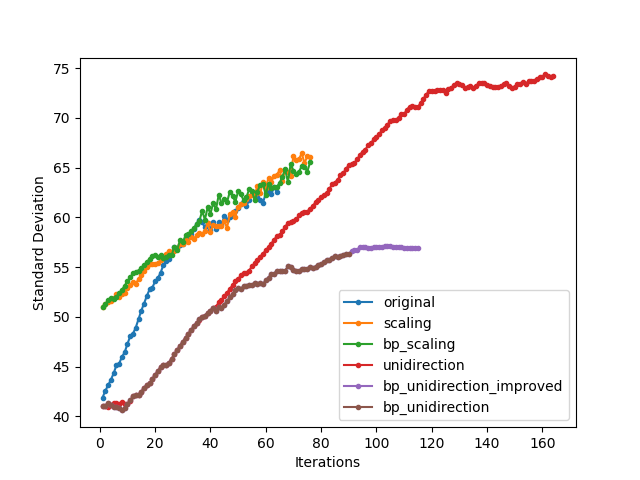 75
70
65
60
55
50
45
40
Standard Deviation
original
scaling
bp_scaling
unidirection
bp_unidirection_improved
bp_unidirection
0 20 40 60 80 100 120 140 160
Iterations